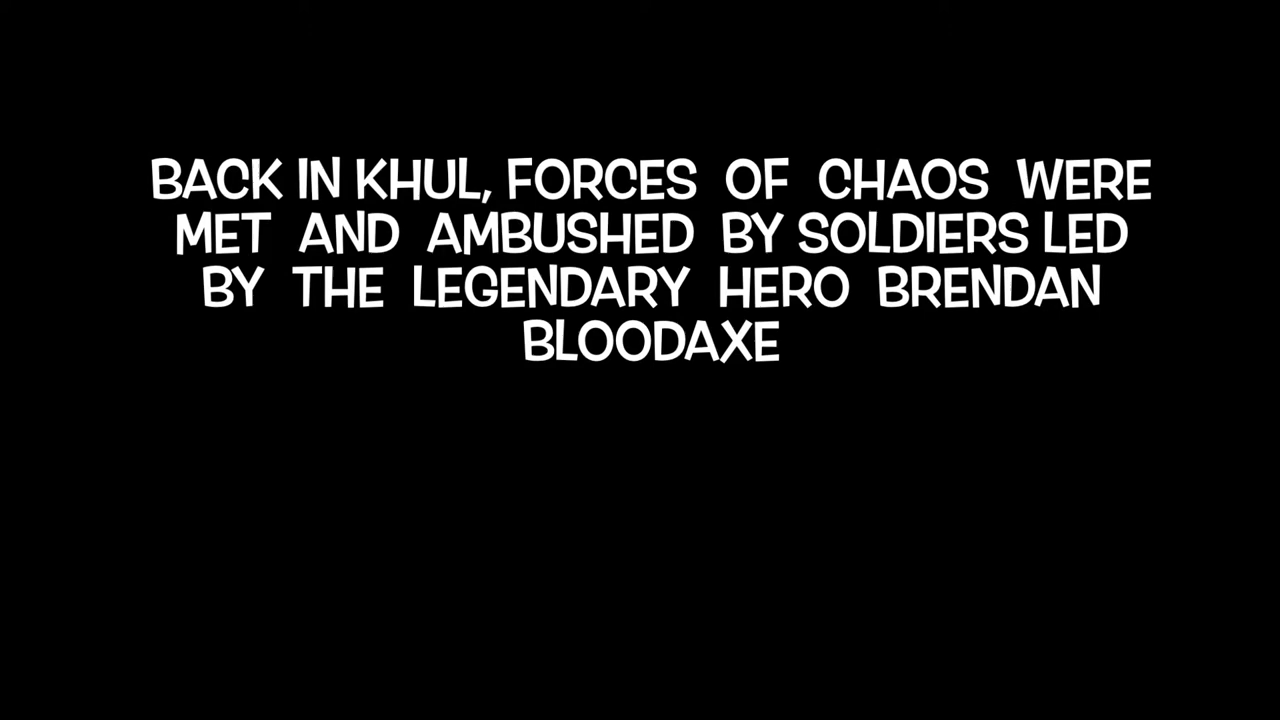 BACK IN KHUL, FORCES OF CHAOS WERE
MET AND AMBUSHED BY SOLDIERS LED
BY THE LEGENDARY HERO BRENDAN
BLOODAXE